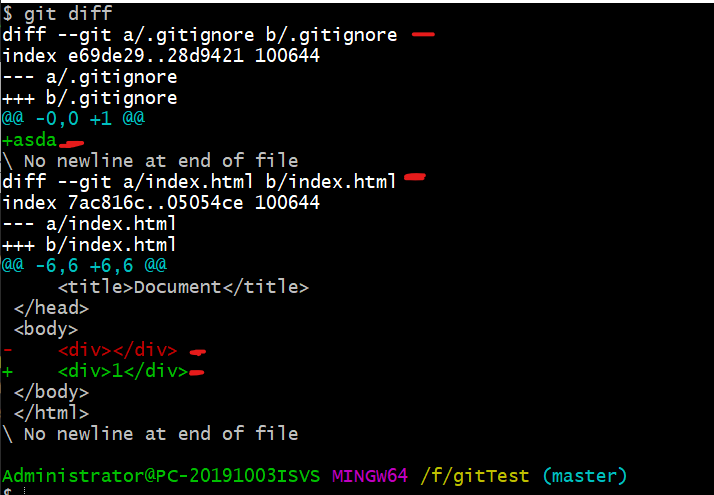 $ git diff
diff --git a/.gitignore b/.gitignore
index e69de29..28d9421 100644
--- a/.gitignore
+++ b/.gitignore
@@ -0,0 +1 @@
+asda
\ No newline at end of file
diff --git a/index.html b/index.html
index 7ac816c..05054ce 100644
--- a/index.html
+++ b/index.html
@@ -6,6 +6,6 @@
     <title>Document</title>
 </head>
 <body>
-    <div></div>
+    <div>1</div>
 </body>
 </html>
\ No newline at end of file
Administrator@PC-20191003ISVS MINGW64 /f/gitTest (master)
$